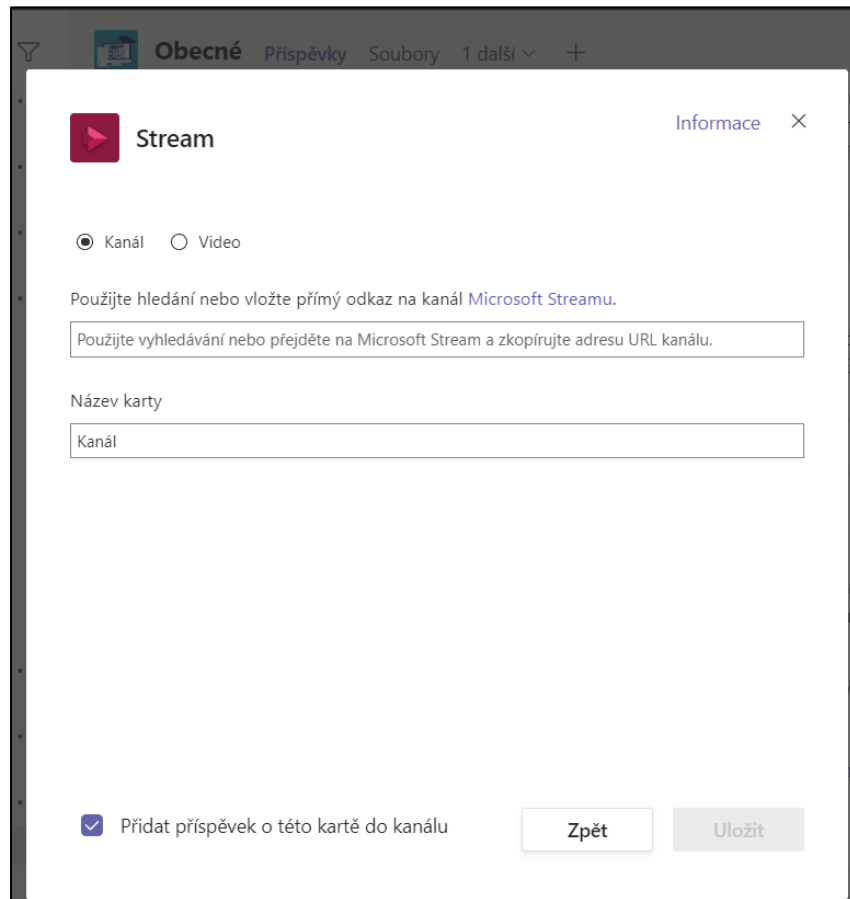 Obecné Příspěvky Soubory 1 další
Stream
Informace
Kanál Video
Použijte hledání nebo vložte přímý odkaz na kanál Microsoft Streamu.
Použijte vyhledávání nebo přejděte na Microsoft Stream a zkopírujte adresu URL kanálu.
Název karty
Kanál
Přidat příspěvek o této kartě do kanálu
Zpět
Uložit